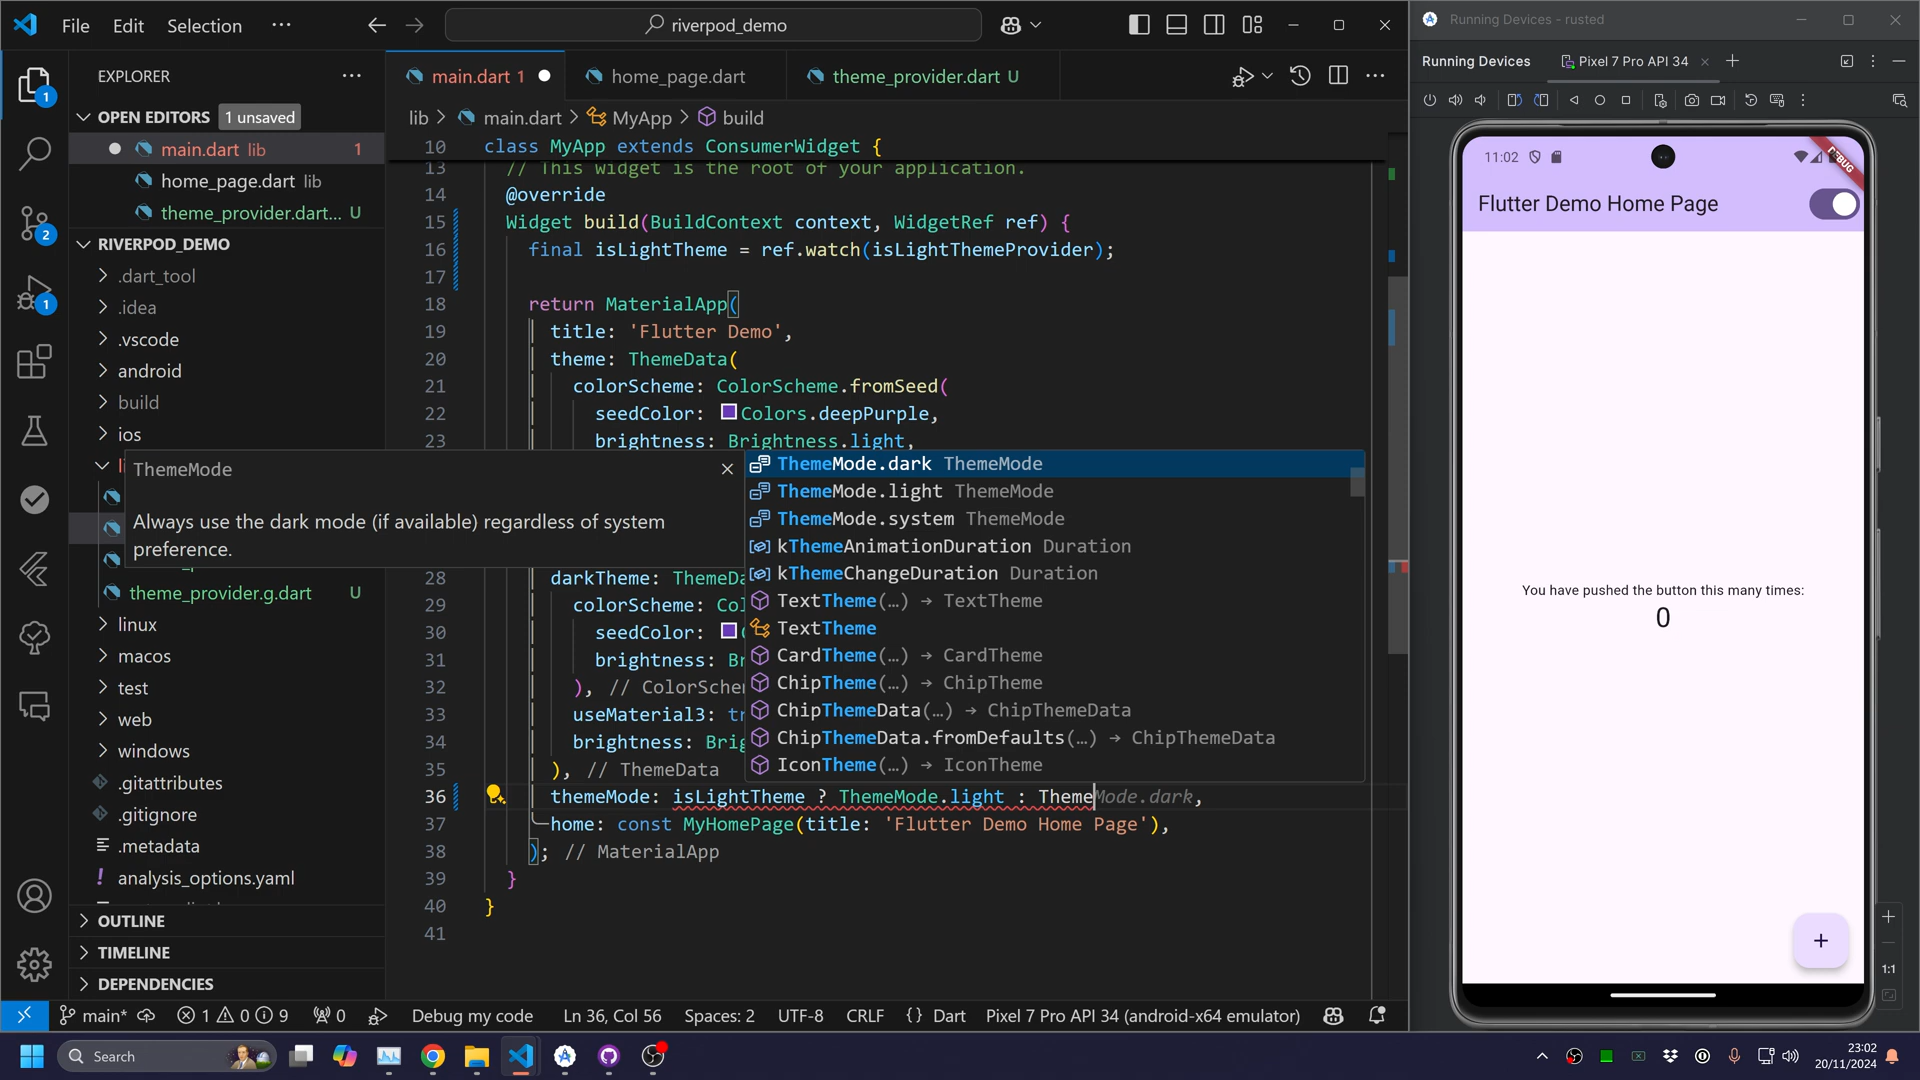 File Edit Selection ··· riverpod_demo
Running Devices - rusted
EXPLORER
main.dart 1
home_page.dart
theme_provider.dart U
Running Devices
Pixel 7 Pro API 34
OPEN EDITORS 1 unsaved
lib > main.dart > MyApp > build
main.dart lib 1
home_page.dart lib
theme_provider.dart... U
RIVERPOD_DEMO
.dart_tool
.idea
.vscode
android
build
ios
theme_provider.g.dart U
linux
macos
test
web
windows
.gitattributes
.gitignore
.metadata
analysis_options.yaml
OUTLINE
TIMELINE
DEPENDENCIES
10 class MyApp extends ConsumerWidget {
13 // This widget is the root of your application.
14 @override
15 Widget build(BuildContext context, WidgetRef ref) {
16 final isLightTheme = ref.watch(isLightThemeProvider);
17
18 return MaterialApp(
19 title: 'Flutter Demo',
20 theme: ThemeData(
21 colorScheme: ColorScheme.fromSeed(
22 seedColor: Colors.deepPurple,
23 brightness: Brightness.light,
ThemeMode
Always use the dark mode (if available) regardless of system
preference.
ThemeMode.dark ThemeMode
ThemeMode.light ThemeMode
ThemeMode.system ThemeMode
kThemeAnimationDuration Duration
kThemeChangeDuration Duration
TextTheme(…) → TextTheme
TextTheme
CardTheme(…) → CardTheme
ChipTheme(…) → ChipTheme
ChipThemeData(…) → ChipThemeData
ChipThemeData.fromDefaults(…) → ChipThemeData
IconTheme(…) → IconTheme
28 darkTheme: ThemeDa
29 colorScheme: Col
30 seedColor:
31 brightness: Br
32 ), // ColorSchem
33 useMaterial3: tr
34 brightness: Brig
35 ), // ThemeData
36 themeMode: isLightTheme ? ThemeMode.light : ThemeMode.dark,
37 home: const MyHomePage(title: 'Flutter Demo Home Page'),
38 ); // MaterialApp
39 }
40 }
41
11:02
DEBUG
Flutter Demo Home Page
You have pushed the button this many times:
0
+
1:1
main* 1 0 9 0 Debug my code Ln 36, Col 56 Spaces: 2 UTF-8 CRLF {} Dart Pixel 7 Pro API 34 (android-x64 emulator)
Search
23:02
20/11/2024